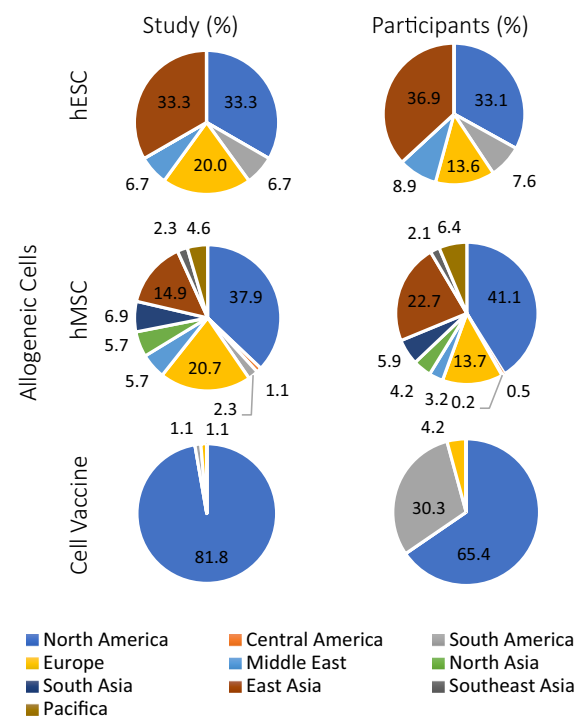 Study (%)
Participants (%)
Allogeneic Cells
hESC
33.3
33.3
6.7
20.0
6.7
36.9
33.1
8.9
13.6
7.6
hMSC
2.3
4.6
14.9
37.9
6.9
5.7
5.7
20.7
2.3
1.1
2.1
6.4
22.7
41.1
5.9
4.2
3.2
13.7
0.2
0.5
Cell Vaccine
1.1
1.1
81.8
4.2
30.3
65.4
North America
Central America
South America
Europe
Middle East
North Asia
South Asia
East Asia
Southeast Asia
Pacifica